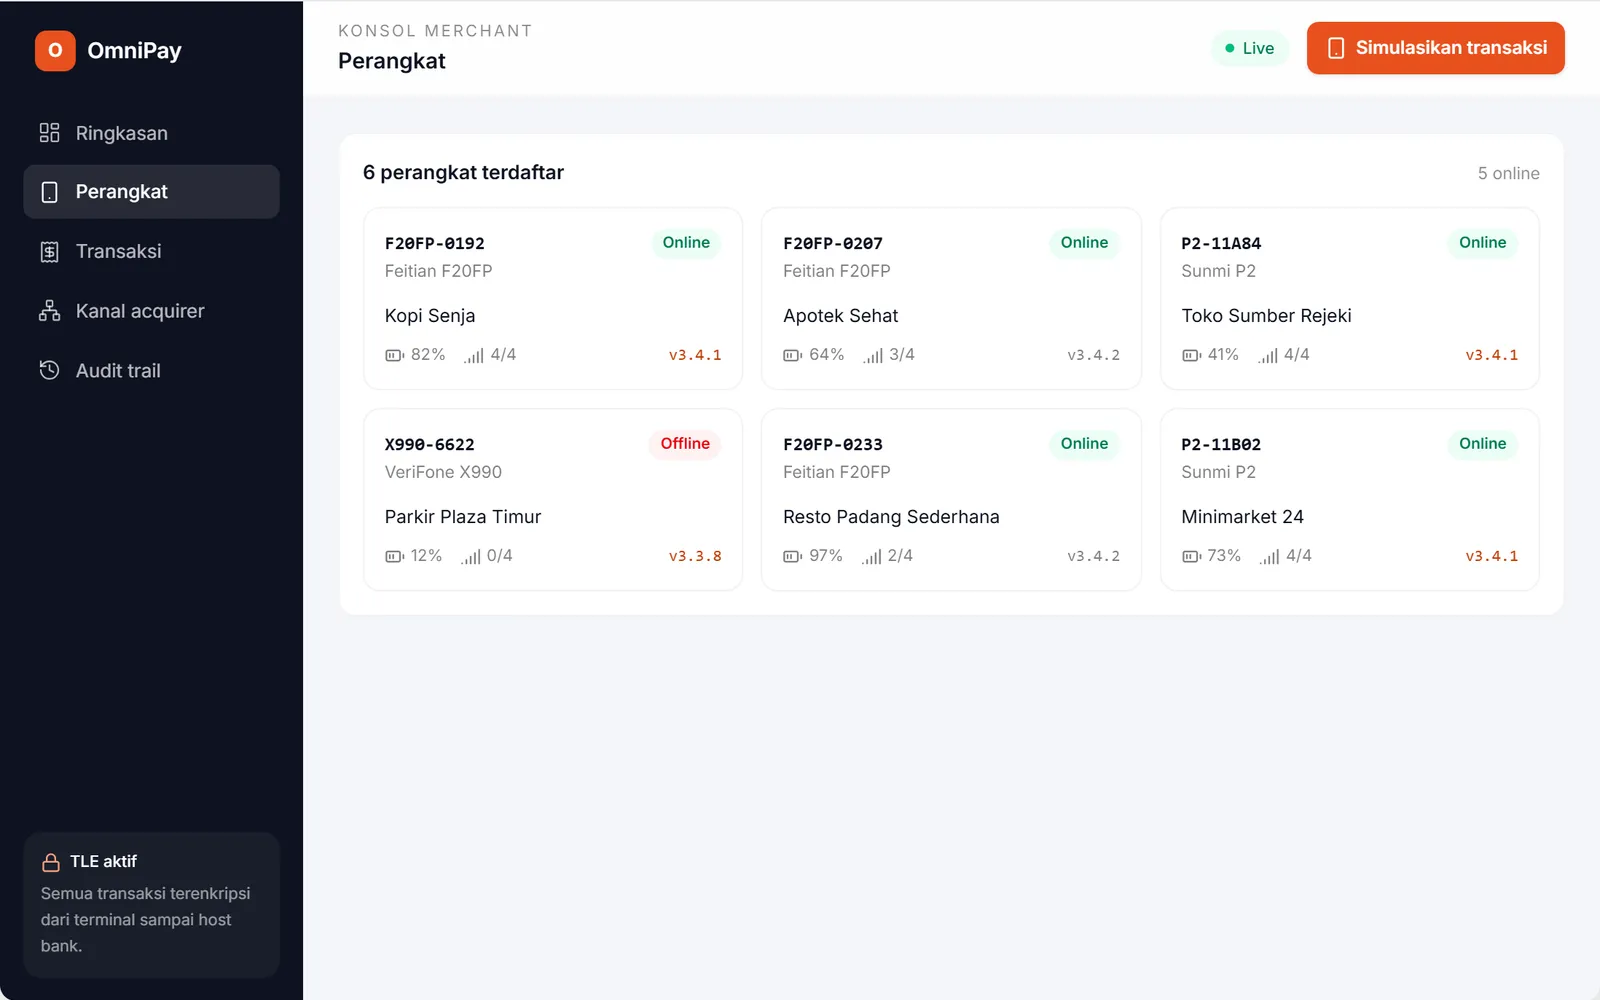 O OmniPay
Ringkasan
Perangkat
Transaksi
Kanal acquirer
Audit trail
TLE aktif
Semua transaksi terenkripsi
dari terminal sampai host
bank.
KONSOL MERCHANT
Perangkat
Live
Simulasikan transaksi
6 perangkat terdaftar
5 online
F20FP-0192 Online
Feitian F20FP
Kopi Senja
82% 4/4 v3.4.1
F20FP-0207 Online
Feitian F20FP
Apotek Sehat
64% 3/4 v3.4.2
P2-11A84 Online
Sunmi P2
Toko Sumber Rejeki
41% 4/4 v3.4.1
X990-6622 Offline
VeriFone X990
Parkir Plaza Timur
12% 0/4 v3.3.8
F20FP-0233 Online
Feitian F20FP
Resto Padang Sederhana
97% 2/4 v3.4.2
P2-11B02 Online
Sunmi P2
Minimarket 24
73% 4/4 v3.4.1